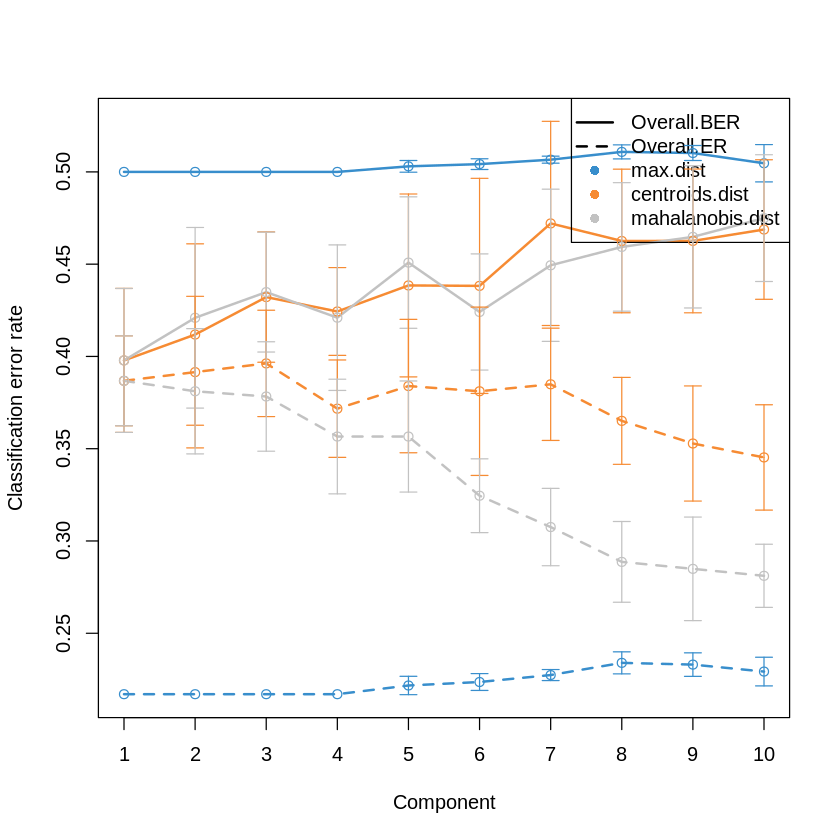 Overall.BER
Overall.ER
max.dist
centroids.dist
mahalanobis.dist
Classification error rate
0.50
0.45
0.40
0.35
0.30
0.25
1 2 3 4 5 6 7 8 9 10
Component